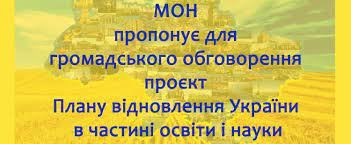 МОН
пропонує для
громадського обговорення
проєкт
Плану відновлення України
в частині освіти і науки